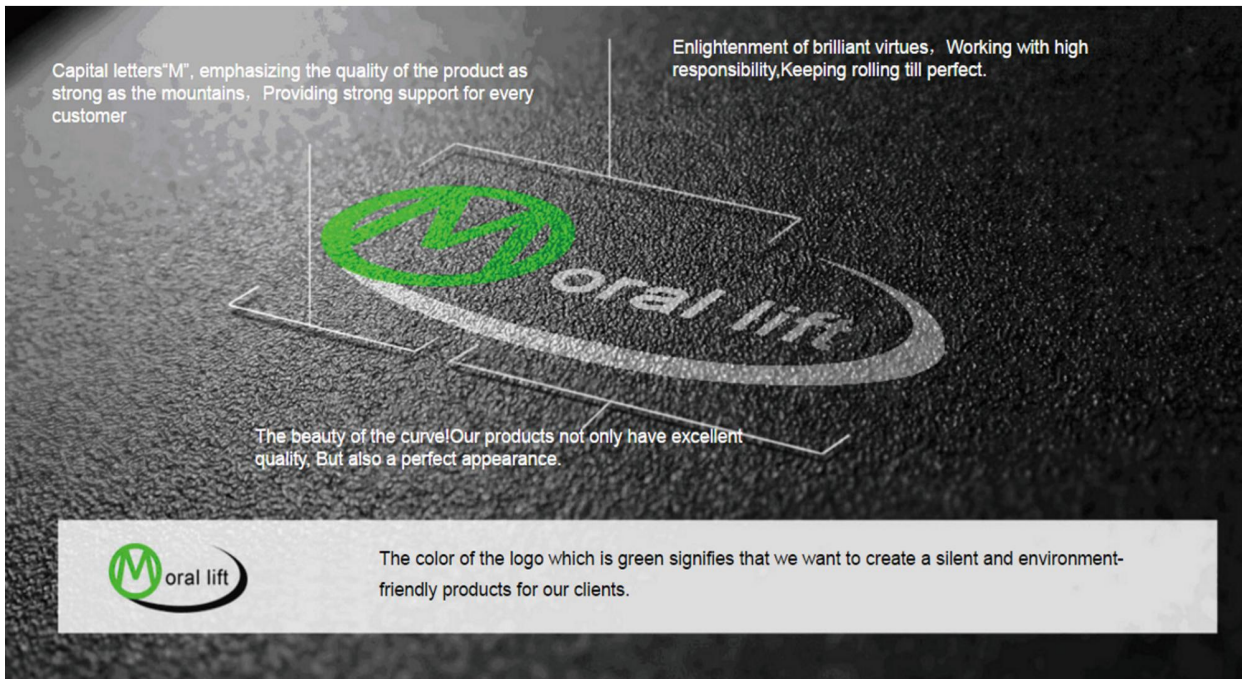 Capital letters“M”, emphasizing the quality of the product as
strong as the mountains，Providing strong support for every
customer
Enlightenment of brilliant virtues，Working with high
responsibility,Keeping rolling till perfect.
M
oral lift
The beauty of the curve!Our products not only have excellent
quality, But also a perfect appearance.
M
oral lift
The color of the logo which is green signifies that we want to create a silent and environment-
friendly products for our clients.